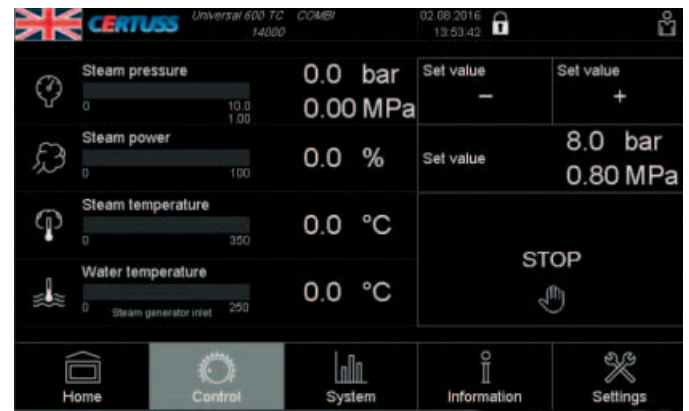 CERTUSS
Universal 600 TC COMBI
14000
02.08.2016
13:53:42
Steam pressure
0 10.0
1.00
0.0 bar
0.00 MPa
Set value
−
Set value
+
Steam power
0 100
0.0 %
Set value
8.0 bar
0.80 MPa
Steam temperature
0 350
0.0 °C
STOP
Water temperature
0 Steam generator inlet 250
0.0 °C
Home
Control
System
Information
Settings